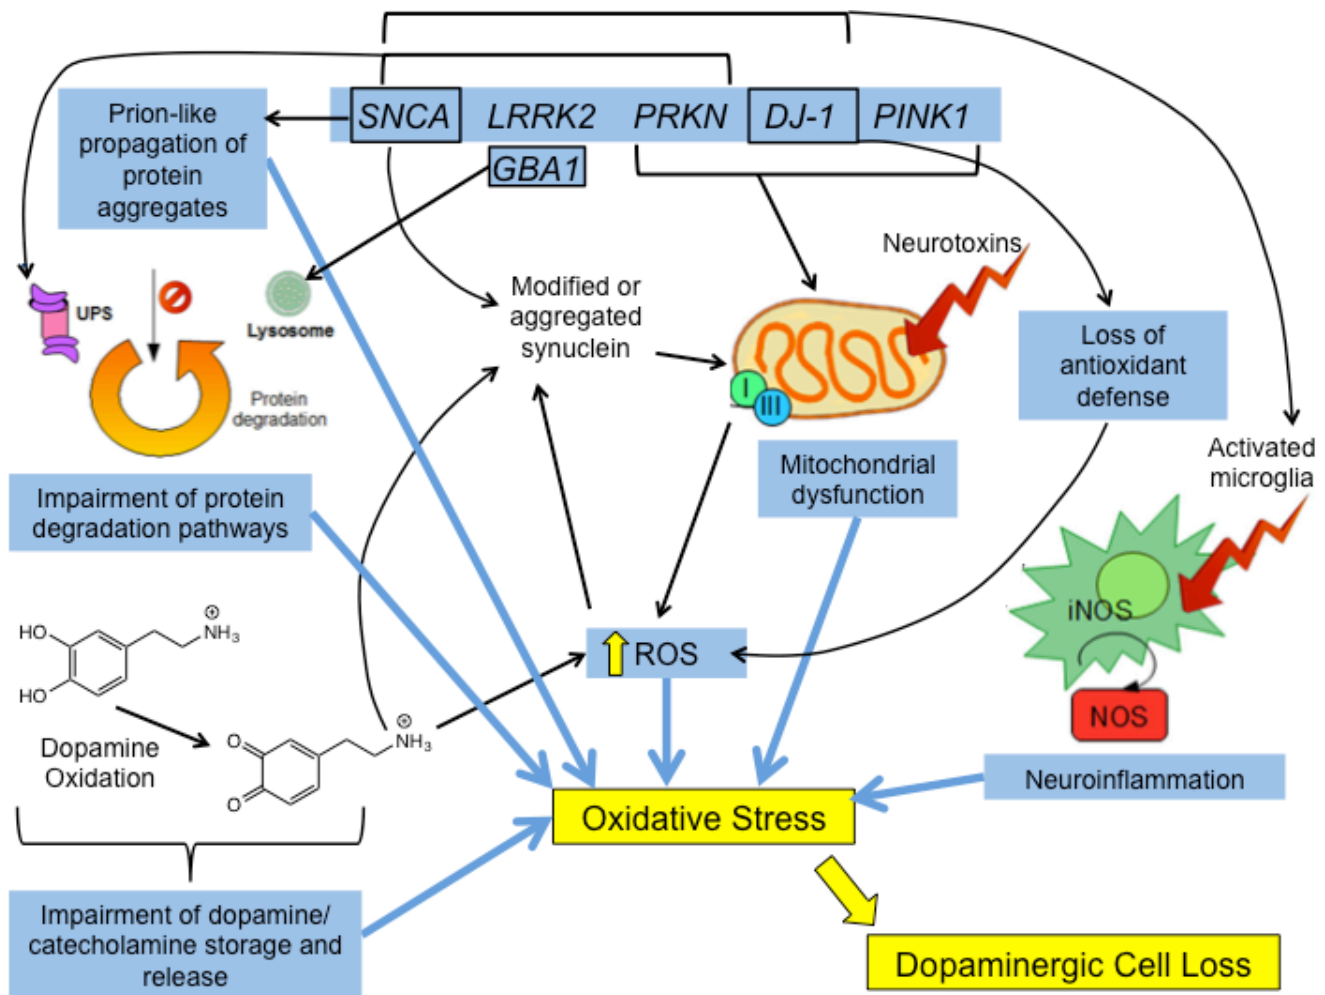 SNCA LRRK2 PRKN DJ-1 PINK1
GBA1
Prion-like
propagation of
protein
aggregates
Neurotoxins
UPS
Lysosome
Protein
degradation
Modified or
aggregated
synuclein
I
III
Loss of
antioxidant
defense
Activated
microglia
Impairment of protein
degradation pathways
Mitochondrial
dysfunction
iNOS
NOS
Neuroinflammation
HO
HO
⊕
NH₃
Dopamine
Oxidation
O
O
⊕
NH₃
ROS
Oxidative Stress
Impairment of dopamine/
catecholamine storage and
release
Dopaminergic Cell Loss